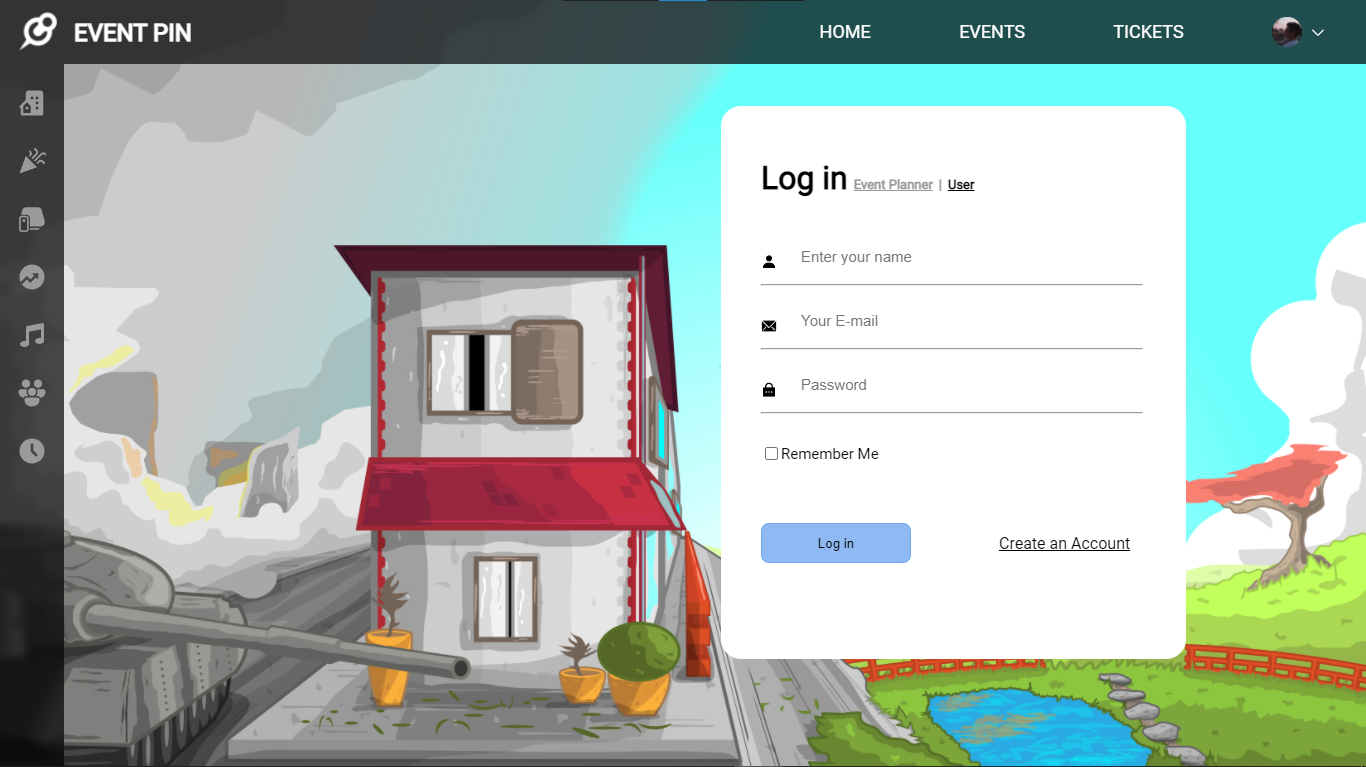 EVENT PIN
HOME
EVENTS
TICKETS
Log in Event Planner | User
Enter your name
Your E-mail
Password
Remember Me
Log in
Create an Account